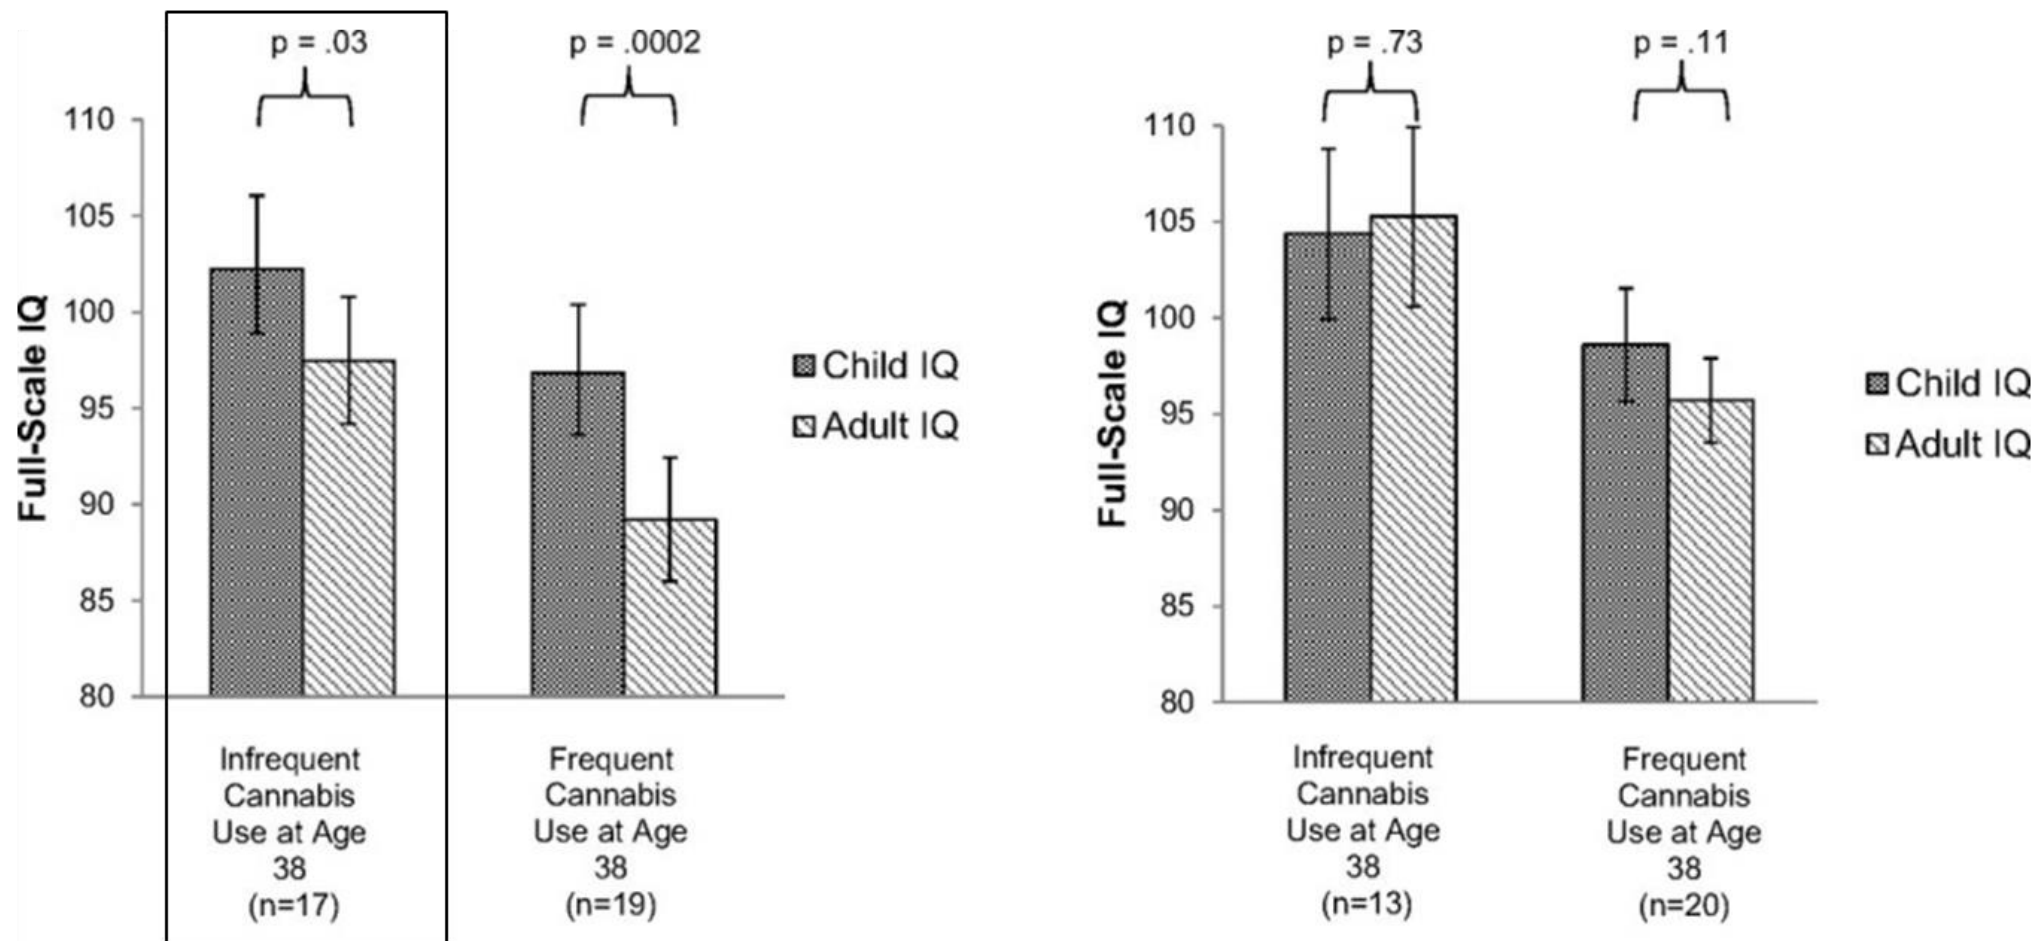 p = .03
p = .0002
110
105
100
95
90
85
80
Full-Scale IQ
Child IQ
Adult IQ
Infrequent
Cannabis
Use at Age
38
(n=17)
Frequent
Cannabis
Use at Age
38
(n=19)
p = .73
p = .11
110
105
100
95
90
85
80
Full-Scale IQ
Child IQ
Adult IQ
Infrequent
Cannabis
Use at Age
38
(n=13)
Frequent
Cannabis
Use at Age
38
(n=20)